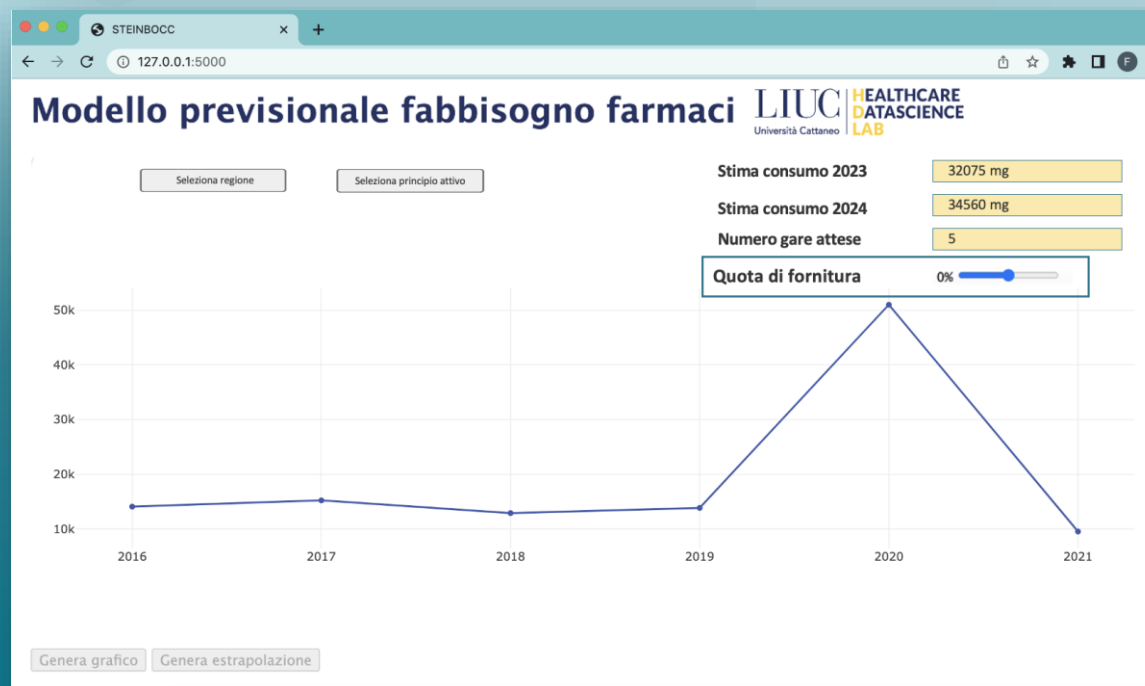 STEINBOCC
127.0.0.1:5000
F
Modello previsionale fabbisogno farmaci
LIUC
Università Cattaneo
HEALTHCARE
DATASCIENCE
LAB
/
Seleziona regione
Seleziona principio attivo
Stima consumo 2023
32075 mg
Stima consumo 2024
34560 mg
Numero gare attese
5
Quota di fornitura
0%
50k
40k
30k
20k
10k
2016 2017 2018 2019 2020 2021
Genera grafico Genera estrapolazione